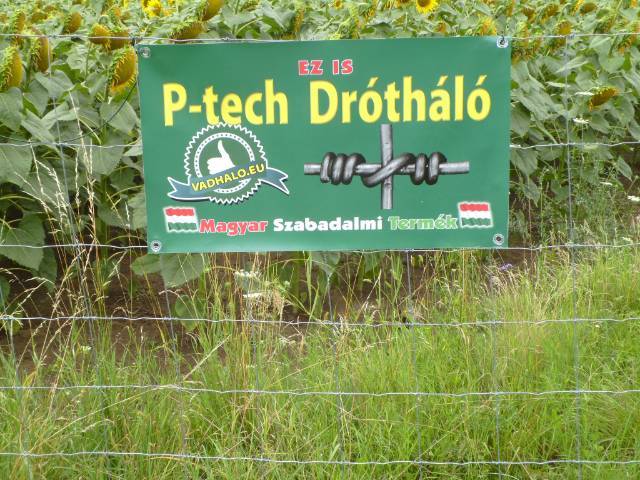 EZ IS
P-tech Drótháló
VADHALO.EU
Magyar Szabadalmi Termék